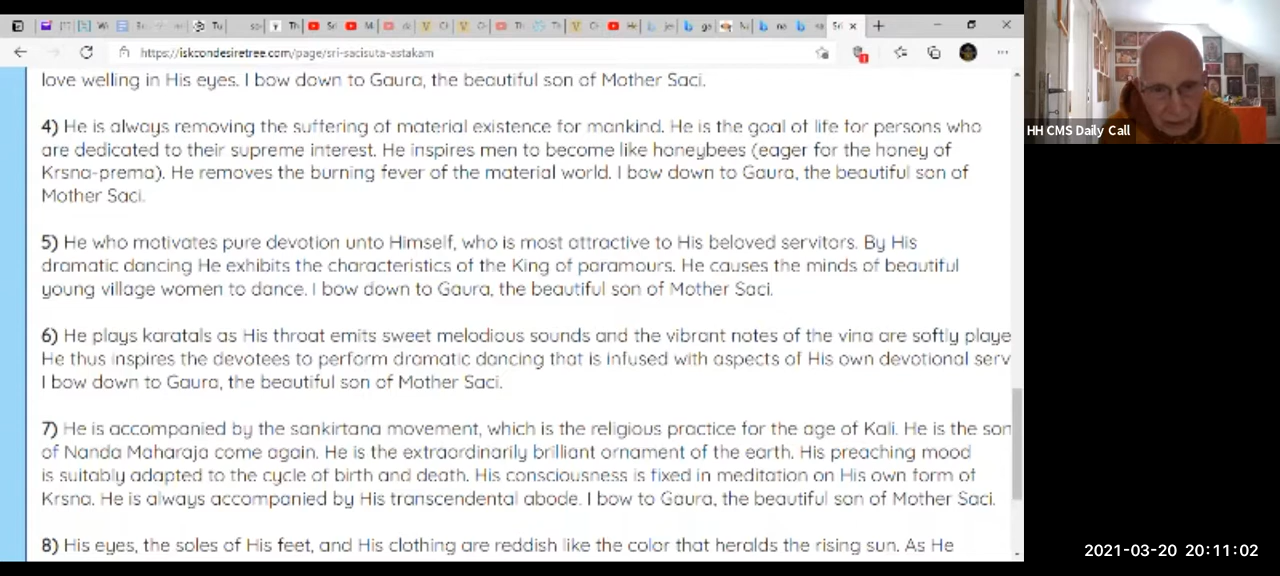 https://iskcondesiretree.com/page/sri-sacisuta-astakam
love welling in His eyes. I bow down to Gaura, the beautiful son of Mother Saci.
4) He is always removing the suffering of material existence for mankind. He is the goal of life for persons who
are dedicated to their supreme interest. He inspires men to become like honeybees (eager for the honey of
Krsna-prema). He removes the burning fever of the material world. I bow down to Gaura, the beautiful son of
Mother Saci.
5) He who motivates pure devotion unto Himself, who is most attractive to His beloved servitors. By His
dramatic dancing He exhibits the characteristics of the King of paramours. He causes the minds of beautiful
young village women to dance. I bow down to Gaura, the beautiful son of Mother Saci.
6) He plays karatals as His throat emits sweet melodious sounds and the vibrant notes of the vina are softly playe
He thus inspires the devotees to perform dramatic dancing that is infused with aspects of His own devotional serv
I bow down to Gaura, the beautiful son of Mother Saci.
7) He is accompanied by the sankirtana movement, which is the religious practice for the age of Kali. He is the son
of Nanda Maharaja come again. He is the extraordinarily brilliant ornament of the earth. His preaching mood
is suitably adapted to the cycle of birth and death. His consciousness is fixed in meditation on His own form of
Krsna. He is always accompanied by His transcendental abode. I bow to Gaura, the beautiful son of Mother Saci.
8) His eyes, the soles of His feet, and His clothing are reddish like the color that heralds the rising sun. As He
HH CMS Daily Call
2021-03-20 20:11:02